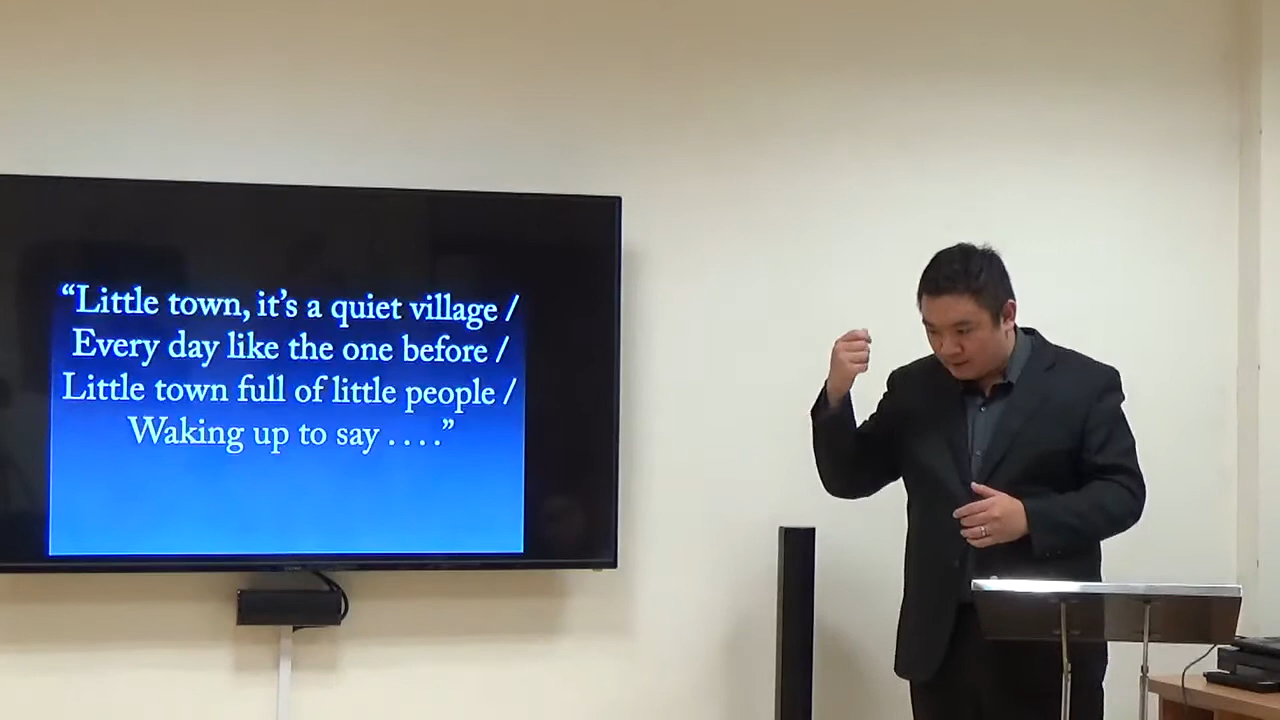 “Little town, it’s a quiet village /
Every day like the one before /
Little town full of little people /
Waking up to say . . . .”